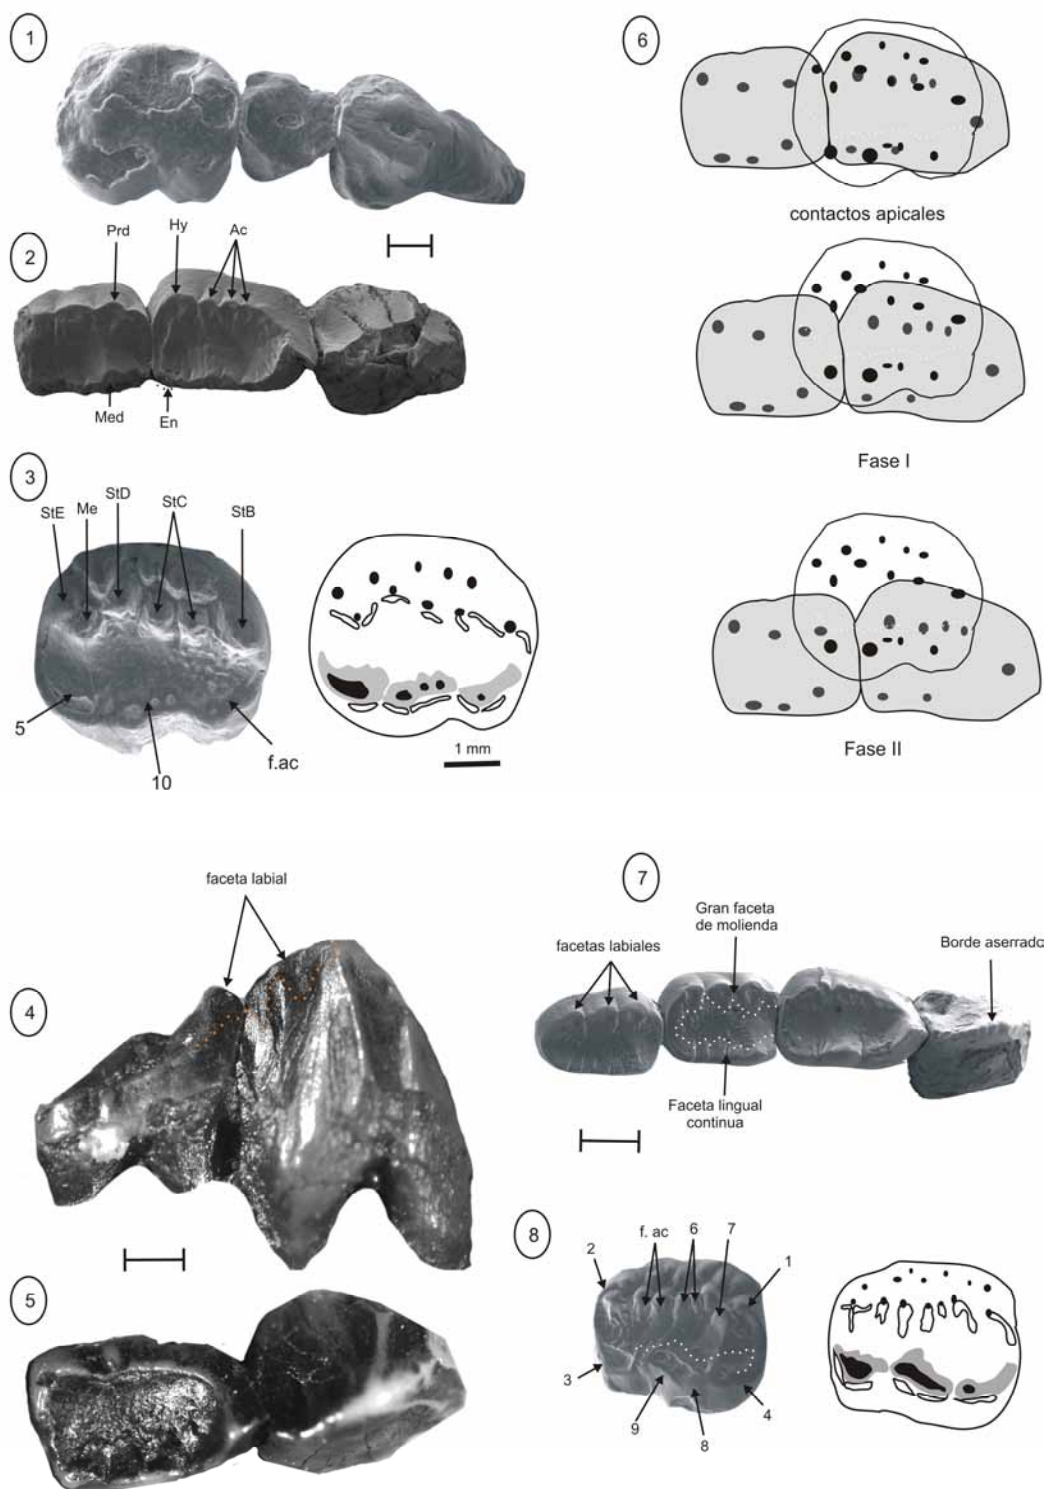 1
6
contactos apicales
Prd
Hy
Ac
2
Med
En
Fase I
3
StE
Me
StD
StC
StB
5
10
f.ac
1 mm
Fase II
faceta labial
4
7
Gran faceta
de molienda
facetas labiales
Borde aserrado
Faceta lingual
continua
8
2
f. ac
6
7
1
3
9
8
4
5